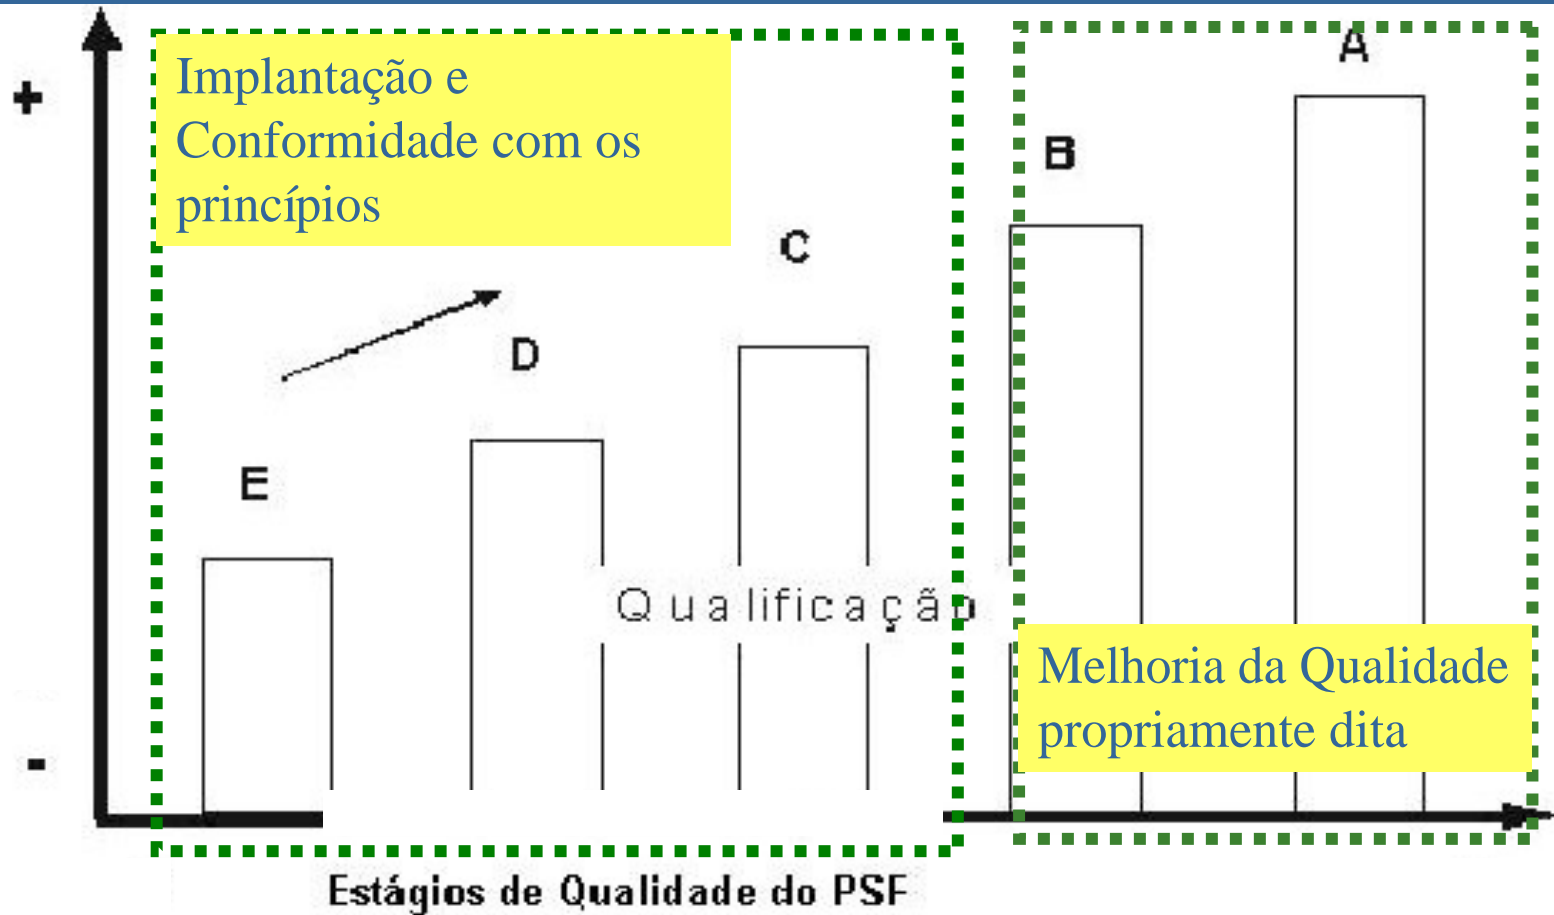 Implantação e
Conformidade com os
princípios
+
A
B
C
D
E
Qualificação
Melhoria da Qualidade
propriamente dita
-
Estágios de Qualidade do PSF